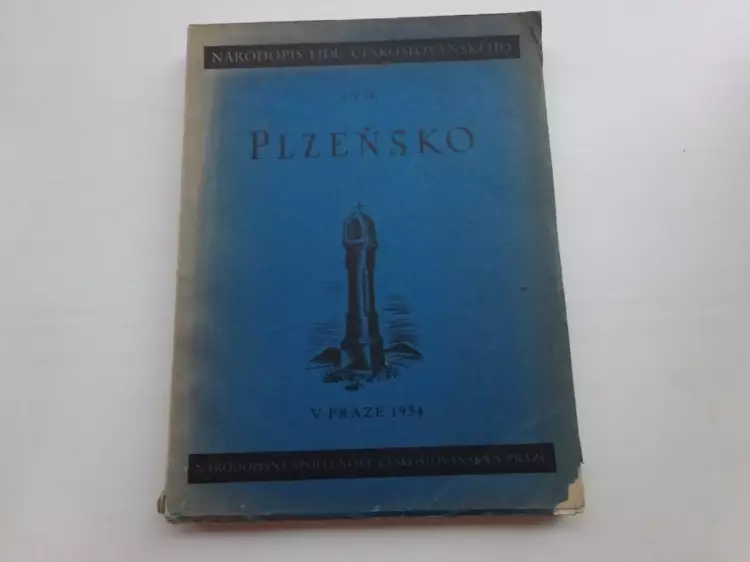 NÁRODOPIS LIDU ČESKOSLOVANSKÉHO
PLZEŇSKO
V PRAZE 1934
NÁRODOPISNÁ SPOLEČNOST ČESKOSLOVANSKÁ V PRAZE